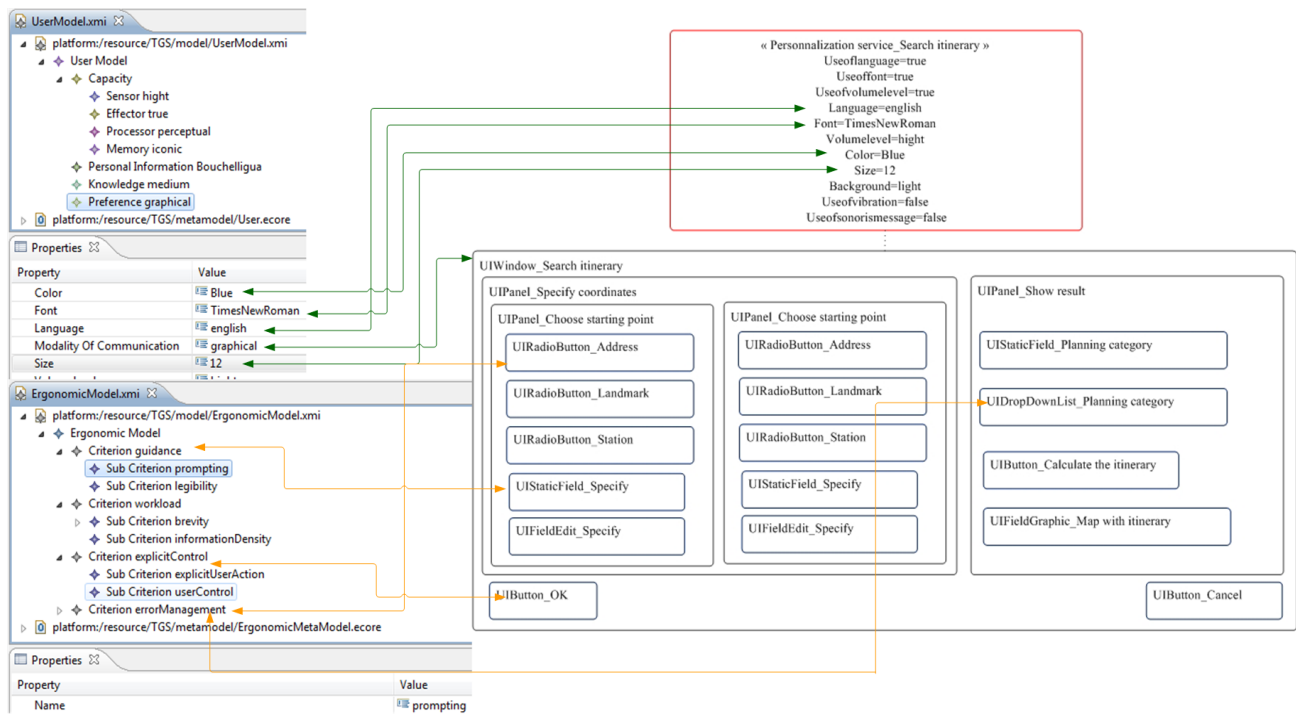 UserModel.xmi
platform:/resource/TGS/model/UserModel.xmi
User Model
Capacity
Sensor hight
Effector true
Processor perceptual
Memory iconic
Personal Information Bouchelligua
Knowledge medium
Preference graphical
platform:/resource/TGS/metamodel/User.ecore
Properties
Property Value
Color Blue
Font TimesNewRoman
Language english
Modality Of Communication graphical
Size 12
ErgonomicModel.xmi
platform:/resource/TGS/model/ErgonomicModel.xmi
Ergonomic Model
Criterion guidance
Sub Criterion prompting
Sub Criterion legibility
Criterion workload
Sub Criterion brevity
Sub Criterion informationDensity
Criterion explicitControl
Sub Criterion explicitUserAction
Sub Criterion userControl
Criterion errorManagement
platform:/resource/TGS/metamodel/ErgonomicMetaModel.ecore
Properties
Property Value
Name prompting
« Personnalization service_Search itinerary »
Useoflanguage=true
Useoffont=true
Useofvolumelevel=true
Language=english
Font=TimesNewRoman
Volumelevel=hight
Color=Blue
Size=12
Background=light
Useofvibration=false
Useofsonorismessage=false
UIWindow_Search itinerary
UIPanel_Specify coordinates
UIPanel_Choose starting point
UIRadioButton_Address
UIRadioButton_Landmark
UIRadioButton_Station
UIStaticField_Specify
UIFieldEdit_Specify
UIPanel_Choose starting point
UIRadioButton_Address
UIRadioButton_Landmark
UIRadioButton_Station
UIStaticField_Specify
UIFieldEdit_Specify
UIPanel_Show result
UIStaticField_Planning category
UIDropDownList_Planning category
UIButton_Calculate the itinerary
UIFieldGraphic_Map with itinerary
UIButton_OK
UIButton_Cancel